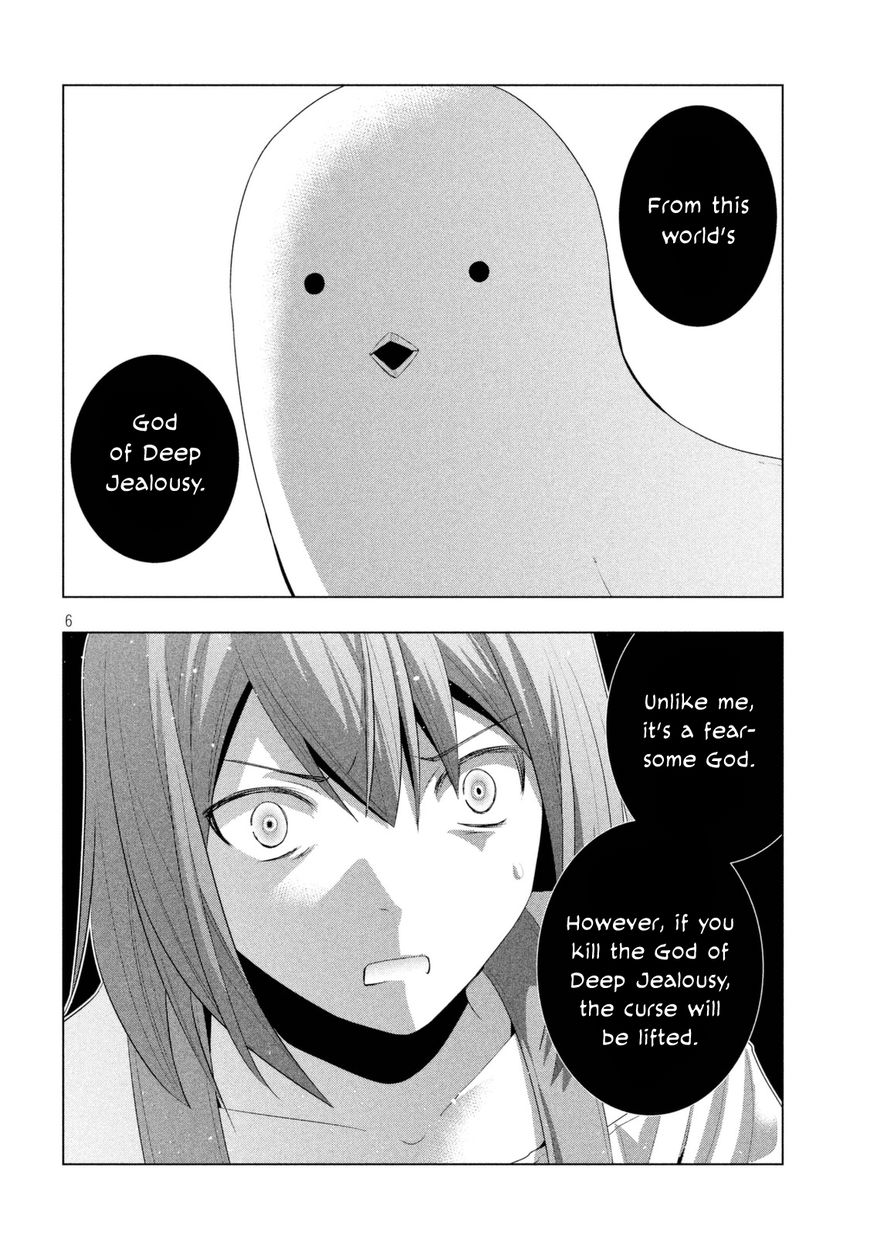 From this
world's
God
of Deep
Jealousy.
6
Unlike me,
it's a fear-
some God.
However, if you
kill the God of
Deep Jealousy,
the curse will
be lifted.